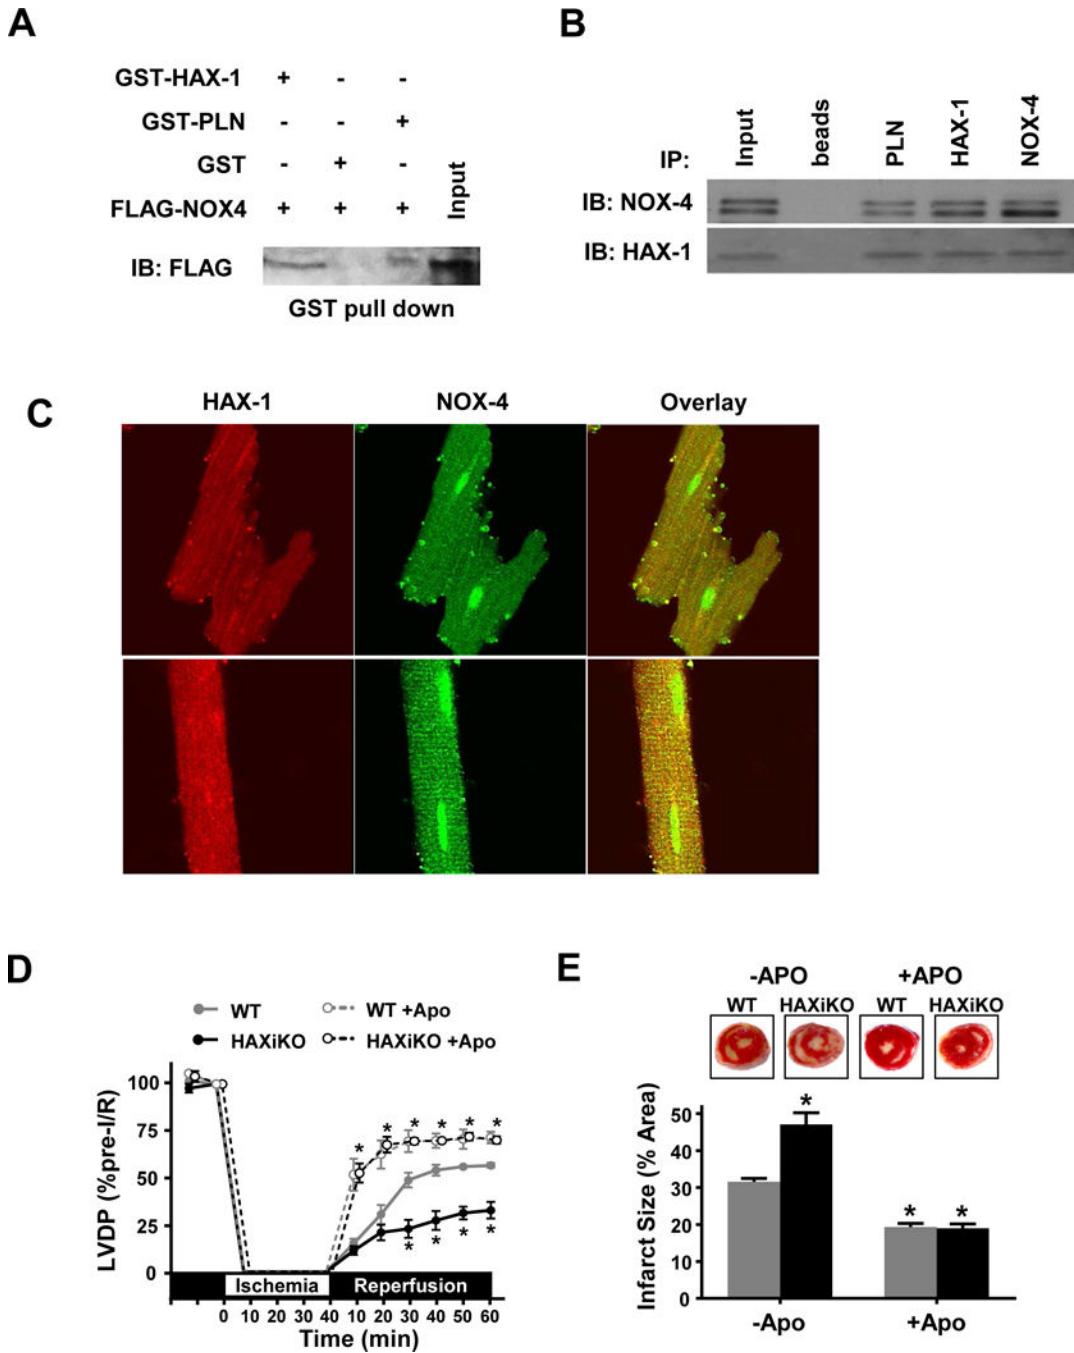 A
GST-HAX-1 + - -
GST-PLN - - +
GST - + -
FLAG-NOX4 + + +
Input
IB: FLAG
GST pull down
B
IP: Input beads PLN HAX-1 NOX-4
IB: NOX-4
IB: HAX-1
C
HAX-1 NOX-4 Overlay
D
WT WT +Apo
HAXiKO HAXiKO +Apo
LVDP (%pre-I/R)
100
75
50
25
0
* * * * * *
* * * *
Ischemia Reperfusion
0 10 20 30 40 10 20 30 40 50 60
Time (min)
E
-APO +APO
WT HAXiKO WT HAXiKO
Infarct Size (% Area)
50
40
30
20
10
0
*
* *
-Apo +Apo